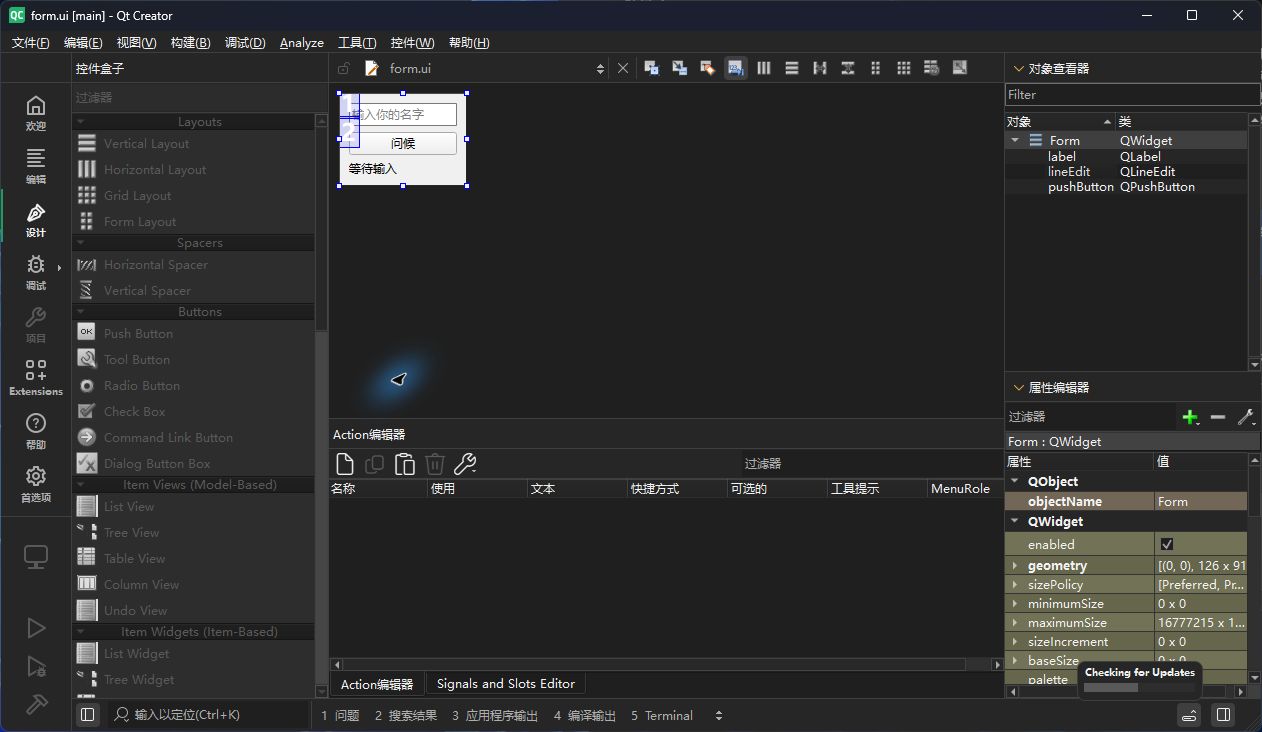 QC form.ui [main] - Qt Creator
文件(F) 编辑(E) 视图(V) 构建(B) 调试(D) Analyze 工具(T) 控件(W) 帮助(H)
控件盒子
form.ui
过滤器
Layouts
Vertical Layout
Horizontal Layout
Grid Layout
Form Layout
Spacers
Horizontal Spacer
Vertical Spacer
Buttons
OK Push Button
Tool Button
Radio Button
Check Box
Command Link Button
Dialog Button Box
Item Views (Model-Based)
List View
Tree View
Table View
Column View
Undo View
Item Widgets (Item-Based)
List Widget
Tree Widget
欢迎
编辑
设计
调试
项目
Extensions
帮助
首选项
1
输入你的名字
2
问候
等待输入
对象查看器
Filter
对象 类
Form QWidget
label QLabel
lineEdit QLineEdit
pushButton QPushButton
Action编辑器
过滤器
名称 使用 文本 快捷方式 可选的 工具提示 MenuRole
属性编辑器
过滤器
Form : QWidget
属性 值
QObject
objectName Form
QWidget
enabled
geometry [(0, 0), 126 x 91
sizePolicy [Preferred, Pr...
minimumSize 0 x 0
maximumSize 16777215 x 1...
sizeIncrement 0 x 0
baseSize 0 x 0
palette
Checking for Updates
Action编辑器 Signals and Slots Editor
输入以定位(Ctrl+K) 1 问题 2 搜索结果 3 应用程序输出 4 编译输出 5 Terminal